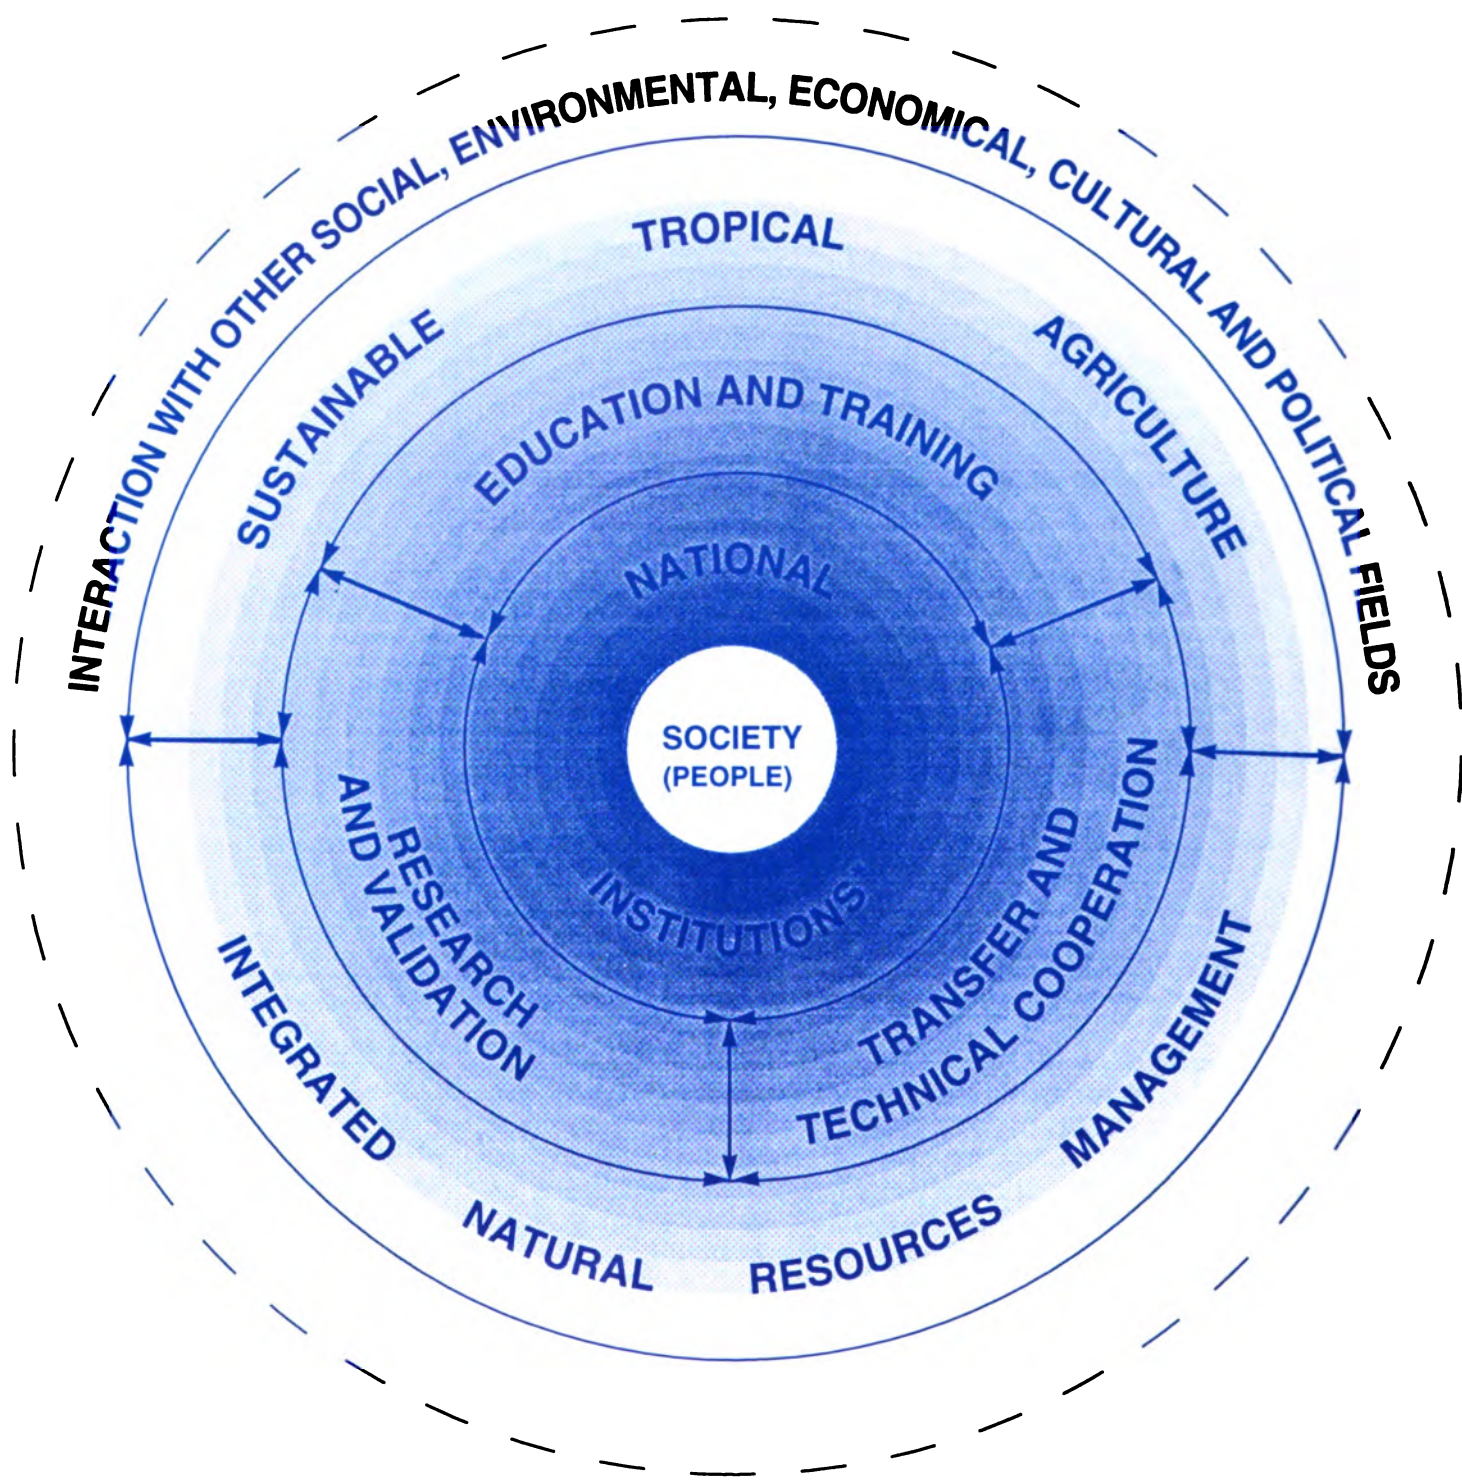 INTERACTION WITH OTHER SOCIAL, ENVIRONMENTAL, ECONOMICAL, CULTURAL AND POLITICAL FIELDS
SUSTAINABLE TROPICAL AGRICULTURE
EDUCATION AND TRAINING
NATIONAL
SOCIETY
(PEOPLE)
INSTITUTIONS
RESEARCH
AND VALIDATION
TRANSFER AND
TECHNICAL COOPERATION
INTEGRATED NATURAL RESOURCES MANAGEMENT